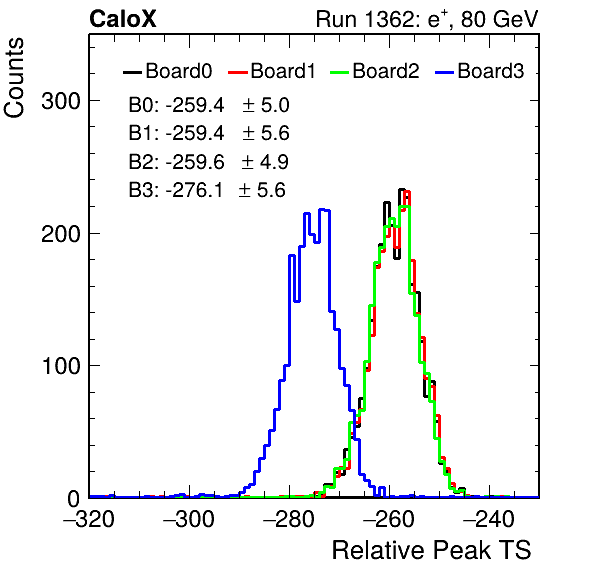 CaloX Run 1362: e⁺, 80 GeV
Counts
Board0 Board1 Board2 Board3
B0: -259.4 ± 5.0
B1: -259.4 ± 5.6
B2: -259.6 ± 4.9
B3: -276.1 ± 5.6
300
200
100
0
−320 −300 −280 −260 −240
Relative Peak TS